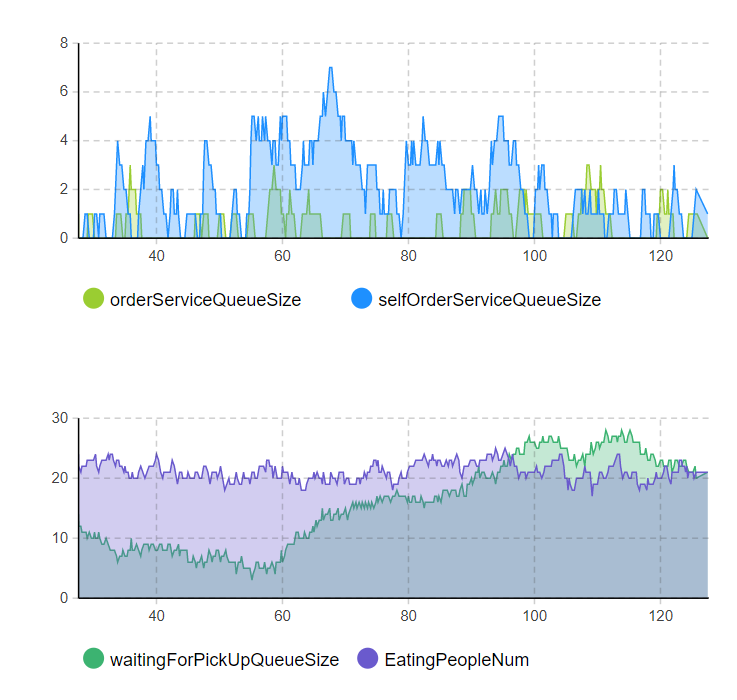 8
6
4
2
0
40 60 80 100 120
orderServiceQueueSize selfOrderServiceQueueSize
30
20
10
0
40 60 80 100 120
waitingForPickUpQueueSize EatingPeopleNum